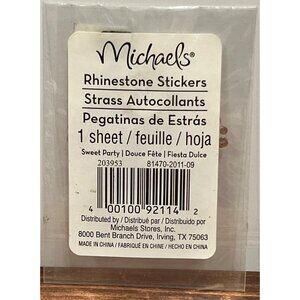 Michaels®
Rhinestone Stickers
Strass Autocollants
Pegatinas de Estrás
1 sheet / feuille / hoja
Sweet Party | Douce Fête | Fiesta Dulce
203953 81470-2011-09
4 00100 92114 2
Distributed by / Distribué par / Distribuido por
Michaels Stores, Inc.
8000 Bent Branch Drive, Irving, TX 75063
MADE IN CHINA / FABRIQUÉ EN CHINE / HECHO EN CHINA